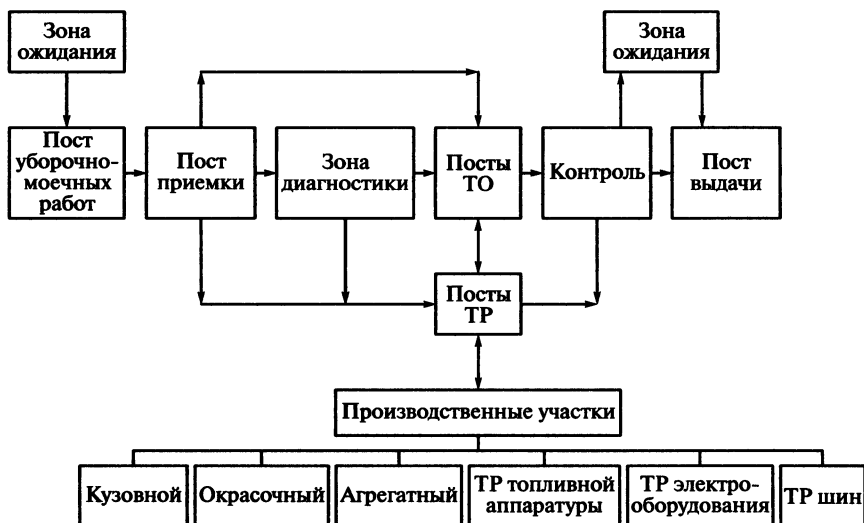 Зона
ожидания
Зона
ожидания
Пост
уборочно-
моечных
работ
Пост
приемки
Зона
диагностики
Посты
ТО
Контроль
Пост
выдачи
Посты
ТР
Производственные участки
Кузовной
Окрасочный
Агрегатный
ТР топливной
аппаратуры
ТР электро-
оборудования
ТР шин